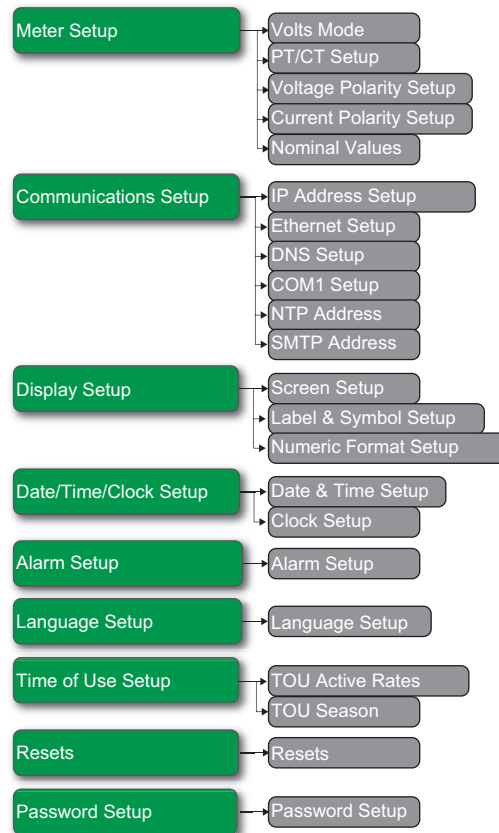 Meter Setup
Volts Mode
PT/CT Setup
Voltage Polarity Setup
Current Polarity Setup
Nominal Values
Communications Setup
IP Address Setup
Ethernet Setup
DNS Setup
COM1 Setup
NTP Address
SMTP Address
Display Setup
Screen Setup
Label & Symbol Setup
Numeric Format Setup
Date/Time/Clock Setup
Date & Time Setup
Clock Setup
Alarm Setup
Alarm Setup
Language Setup
Language Setup
Time of Use Setup
TOU Active Rates
TOU Season
Resets
Resets
Password Setup
Password Setup